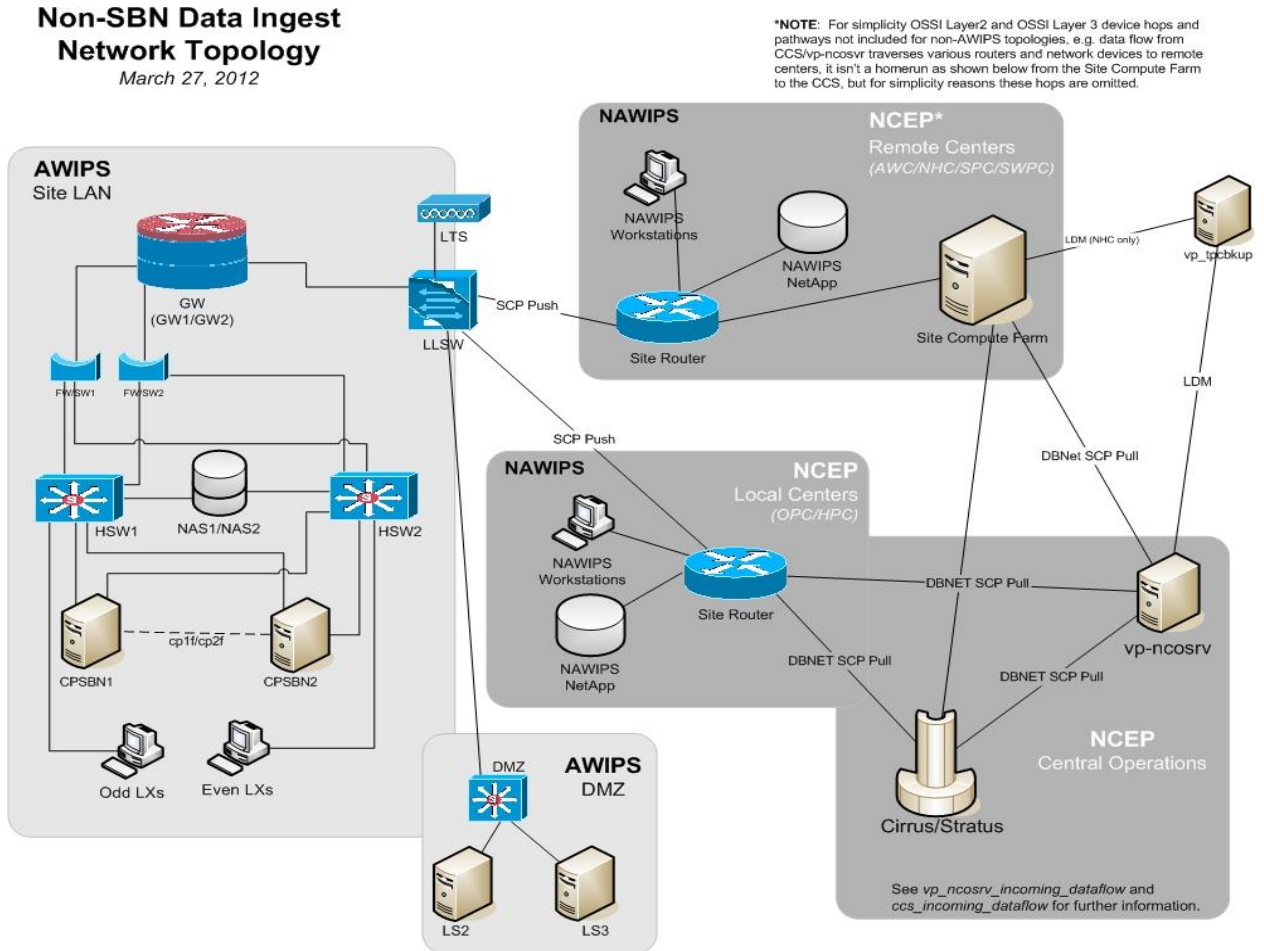 Non-SBN Data Ingest
Network Topology
March 27, 2012
*NOTE: For simplicity OSSI Layer2 and OSSI Layer 3 device hops and
pathways not included for non-AWIPS topologies, e.g. data flow from
CCS/vp-ncosvr traverses various routers and network devices to remote
centers, it isn't a homerun as shown below from the Site Compute Farm
to the CCS, but for simplicity reasons these hops are omitted.
AWIPS
Site LAN
GW
(GW1/GW2)
FW/SW1
FW/SW2
HSW1
NAS1/NAS2
HSW2
CPSBN1
cp1f/cp2f
CPSBN2
Odd LXs
Even LXs
LTS
LLSW
SCP Push
NAWIPS
NCEP*
Remote Centers
(AWC/NHC/SPC/SWPC)
NAWIPS
Workstations
NAWIPS
NetApp
Site Router
Site Compute Farm
LDM (NHC only)
vp_tpcbkup
LDM
DBNet SCP Pull
SCP Push
NAWIPS
NCEP
Local Centers
(OPC/HPC)
NAWIPS
Workstations
NAWIPS
NetApp
Site Router
DBNET SCP Pull
DBNET SCP Pull
DBNET SCP Pull
vp-ncosrv
NCEP
Central Operations
Cirrus/Stratus
See vp_ncosrv_incoming_dataflow and
ccs_incoming_dataflow for further information.
DMZ
AWIPS
DMZ
LS2
LS3